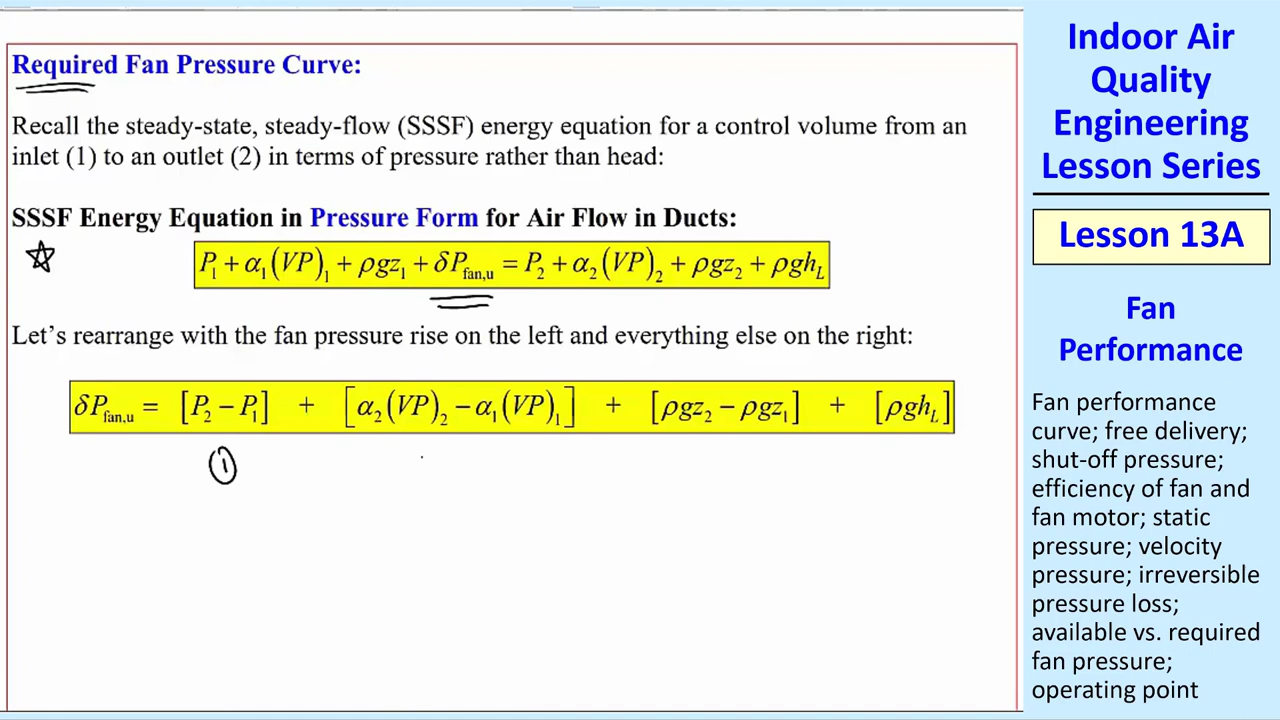 Required Fan Pressure Curve:
Recall the steady-state, steady-flow (SSSF) energy equation for a control volume from an
inlet (1) to an outlet (2) in terms of pressure rather than head:
SSSF Energy Equation in Pressure Form for Air Flow in Ducts:
P₁ + α₁(VP)₁ + ρgz₁ + δP_fan,u = P₂ + α₂(VP)₂ + ρgz₂ + ρgh_L
Let's rearrange with the fan pressure rise on the left and everything else on the right:
δP_fan,u = [P₂ − P₁] + [α₂(VP)₂ − α₁(VP)₁] + [ρgz₂ − ρgz₁] + [ρgh_L]
①
Indoor Air
Quality
Engineering
Lesson Series
Lesson 13A
Fan
Performance
Fan performance
curve; free delivery;
shut-off pressure;
efficiency of fan and
fan motor; static
pressure; velocity
pressure; irreversible
pressure loss;
available vs. required
fan pressure;
operating point